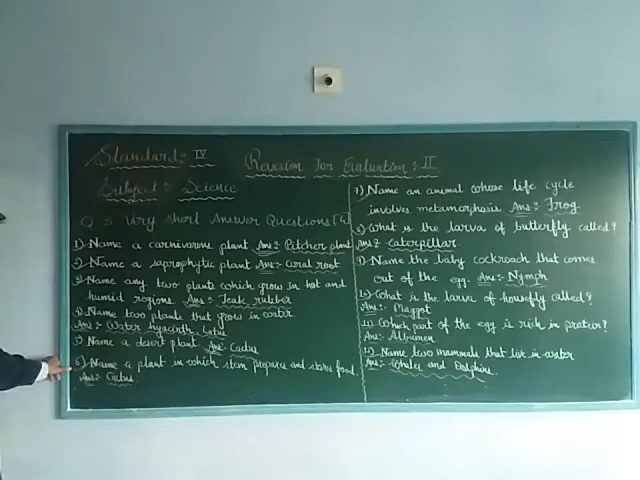 Standard:- IV
Revision for Evaluation:- II
Subject:- Science
Q 3 Very Short Answer Questions [4]
1) Name a carnivorous plant Ans:- Pitcher plant
2) Name a saprophytic plant Ans:- Coral root
3) Name any two plants which grow in hot and
humid regions Ans:- Teak, rubber
4) Name two plants that grow in water
Ans:- Water hyacinth, Lotus
5) Name a desert plant. Ans:- Cactus
6) Name a plant in which stem prepares and stores food.
Ans:- Cactus.
7) Name an animal whose life cycle
involves metamorphosis Ans:- Frog
8) What is the larva of butterfly called?
Ans:- Caterpillar.
9) Name the baby cockroach that comes
out of the egg. Ans:- Nymph
10) What is the larva of housefly called?
Ans:- Maggot
11) Which part of the egg is rich in protein?
Ans:- Albumen
12) Name two mammals that live in water
Ans:- Whales and Dolphins.